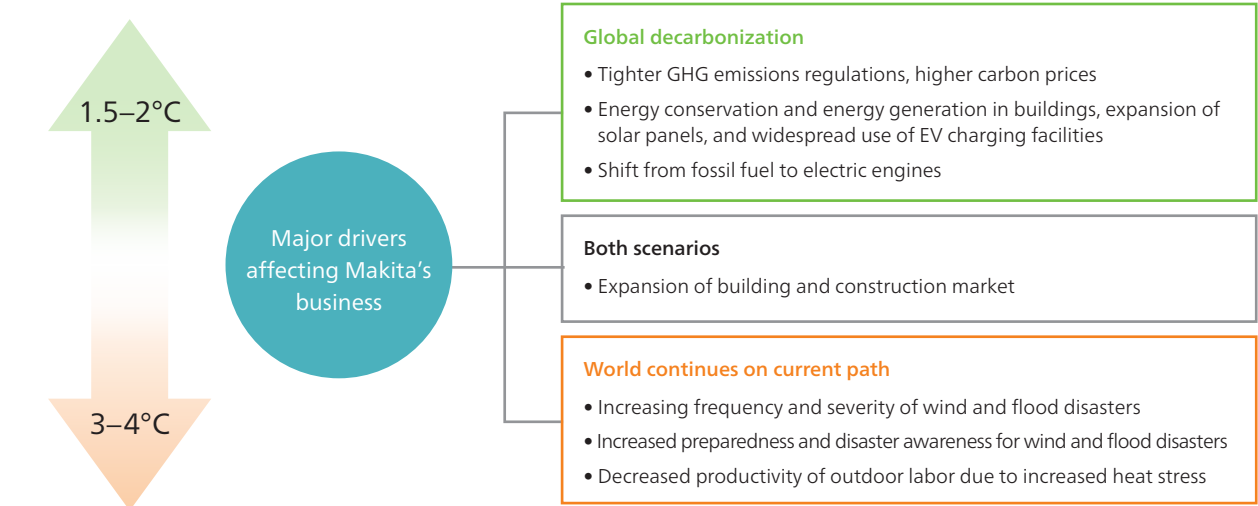 1.5–2°C
3–4°C
Major drivers
affecting Makita’s
business
Global decarbonization
• Tighter GHG emissions regulations, higher carbon prices
• Energy conservation and energy generation in buildings, expansion of
solar panels, and widespread use of EV charging facilities
• Shift from fossil fuel to electric engines
Both scenarios
• Expansion of building and construction market
World continues on current path
• Increasing frequency and severity of wind and flood disasters
• Increased preparedness and disaster awareness for wind and flood disasters
• Decreased productivity of outdoor labor due to increased heat stress